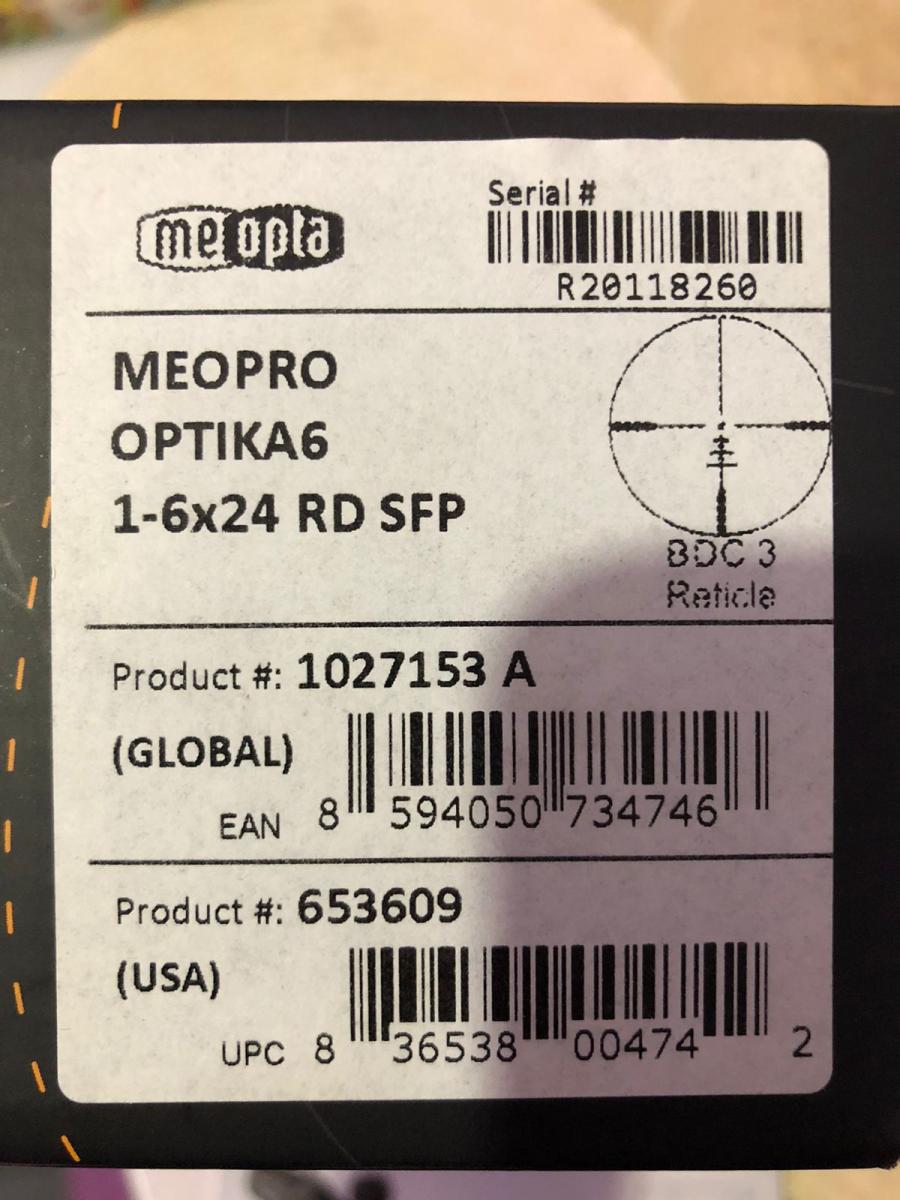 meopta
Serial #
R20118260
MEOPRO
OPTIKA6
1-6x24 RD SFP
BDC 3
Reticle
Product #: 1027153 A
(GLOBAL)
EAN 8 594050 734746
Product #: 653609
(USA)
UPC 8 36538 00474 2